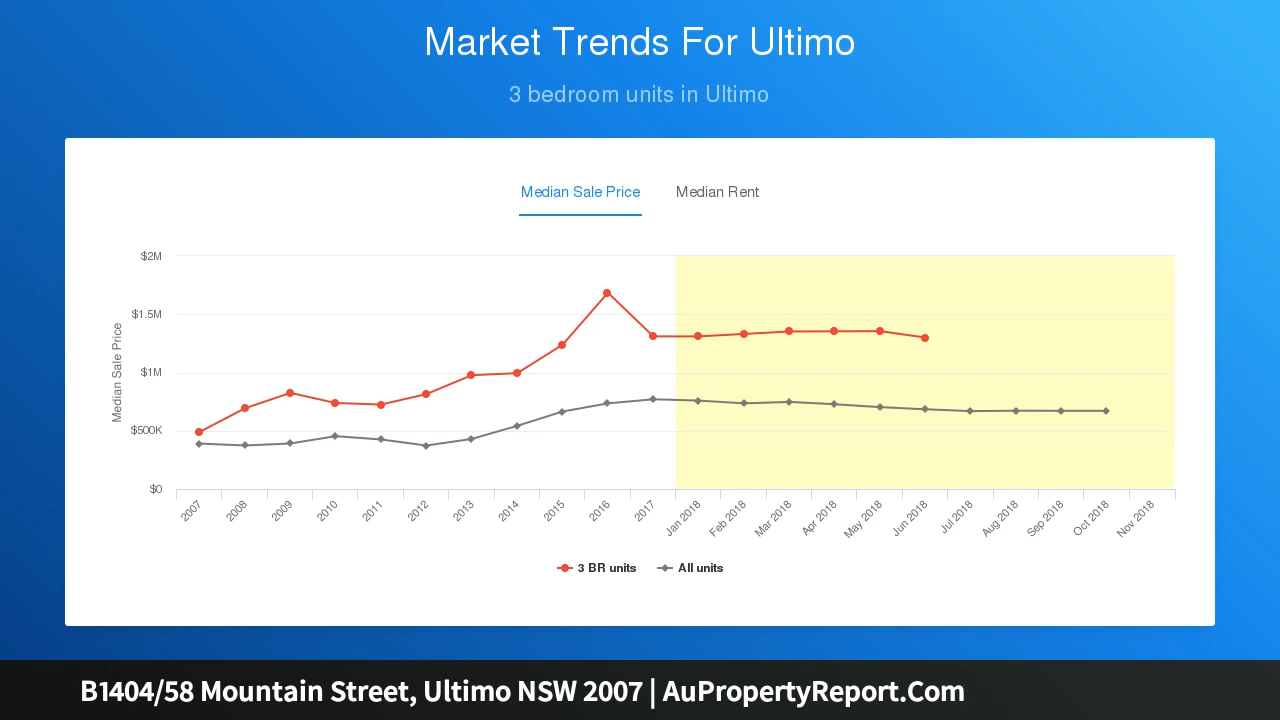 Market Trends For Ultimo
3 bedroom units in Ultimo
Median Sale Price Median Rent
Median Sale Price
$2M
$1.5M
$1M
$500K
$0
2007 2008 2009 2010 2011 2012 2013 2014 2015 2016 2017 Jan 2018 Feb 2018 Mar 2018 Apr 2018 May 2018 Jun 2018 Jul 2018 Aug 2018 Sep 2018 Oct 2018 Nov 2018
3 BR units All units
B1404/58 Mountain Street, Ultimo NSW 2007 | AuPropertyReport.Com